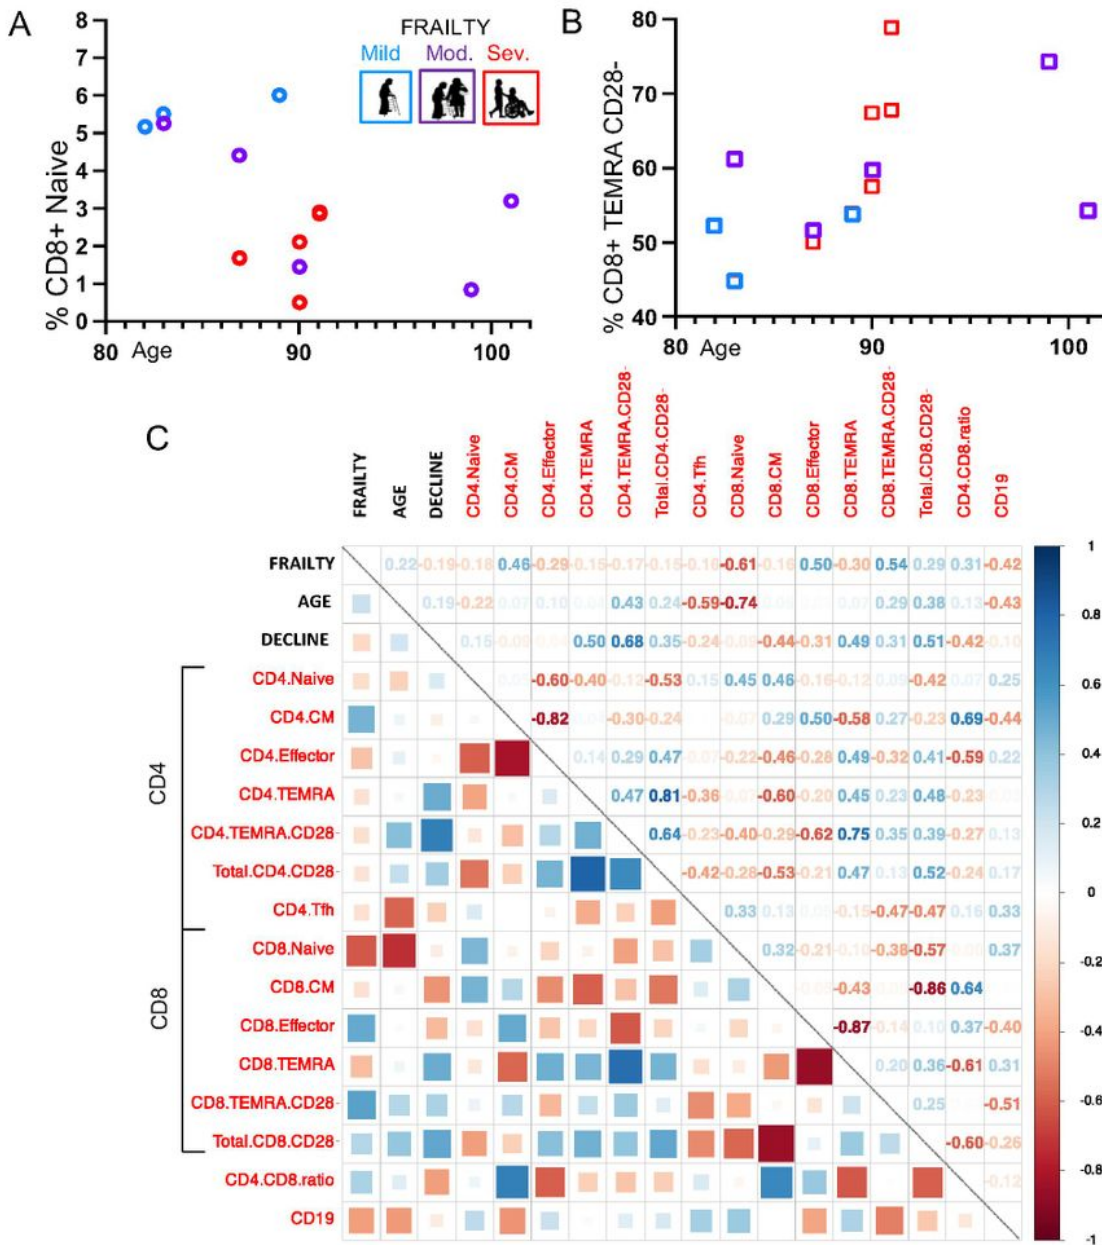 A
B
FRAILTY
Mild Mod. Sev.
% CD8+ Naive
8
7
6
5
4
3
2
1
0
80 Age 90 100
% CD8+ TEMRA CD28-
80
70
60
50
40
80 Age 90 100
C
FRAILTY
AGE
DECLINE
CD4.Naive
CD4.CM
CD4.Effector
CD4.TEMRA
CD4.TEMRA.CD28-
Total.CD4.CD28-
CD4.Tfh
CD8.Naive
CD8.CM
CD8.Effector
CD8.TEMRA
CD8.TEMRA.CD28-
Total.CD8.CD28-
CD4.CD8.ratio
CD19
FRAILTY 0.22 -0.19 -0.16 0.46 -0.29 -0.15 -0.17 -0.15 -0.16 -0.61 -0.16 0.50 -0.30 0.54 0.29 0.31 -0.42
AGE 0.19 -0.22 0.07 0.10 0.43 0.24 -0.59 -0.74 0.07 0.29 0.38 0.13 -0.43
DECLINE 0.15 -0.09 0.50 0.68 0.35 -0.24 -0.09 -0.44 -0.31 0.49 0.31 0.51 -0.42 -0.10
CD4.Naive -0.60 -0.40 -0.12 -0.53 0.15 0.45 0.46 -0.16 -0.12 0.09 -0.42 0.07 0.25
CD4.CM -0.82 -0.30 -0.24 -0.07 0.29 0.50 -0.58 0.27 -0.23 0.69 -0.44
CD4.Effector 0.14 0.29 0.47 -0.07 -0.22 -0.46 -0.28 0.49 -0.32 0.41 -0.59 0.22
CD4.TEMRA 0.47 0.81 -0.36 -0.07 -0.60 -0.20 0.45 0.23 0.48 -0.23
CD4.TEMRA.CD28- 0.64 -0.23 -0.40 -0.29 -0.62 0.75 0.35 0.39 -0.27 0.13
Total.CD4.CD28- -0.42 -0.28 -0.53 -0.21 0.47 0.13 0.52 -0.24 0.17
CD4.Tfh 0.33 0.13 -0.15 -0.47 -0.47 0.16 0.33
CD8.Naive 0.32 -0.21 -0.10 -0.38 -0.57 0.37
CD8.CM -0.43 -0.86 0.64
CD8.Effector -0.87 -0.14 0.10 0.37 -0.40
CD8.TEMRA 0.20 0.36 -0.61 0.31
CD8.TEMRA.CD28- 0.25 -0.51
Total.CD8.CD28- -0.60 -0.26
CD4.CD8.ratio -0.12
CD19
CD4
CD8
1
0.8
0.6
0.4
0.2
0
-0.2
-0.4
-0.6
-0.8
-1